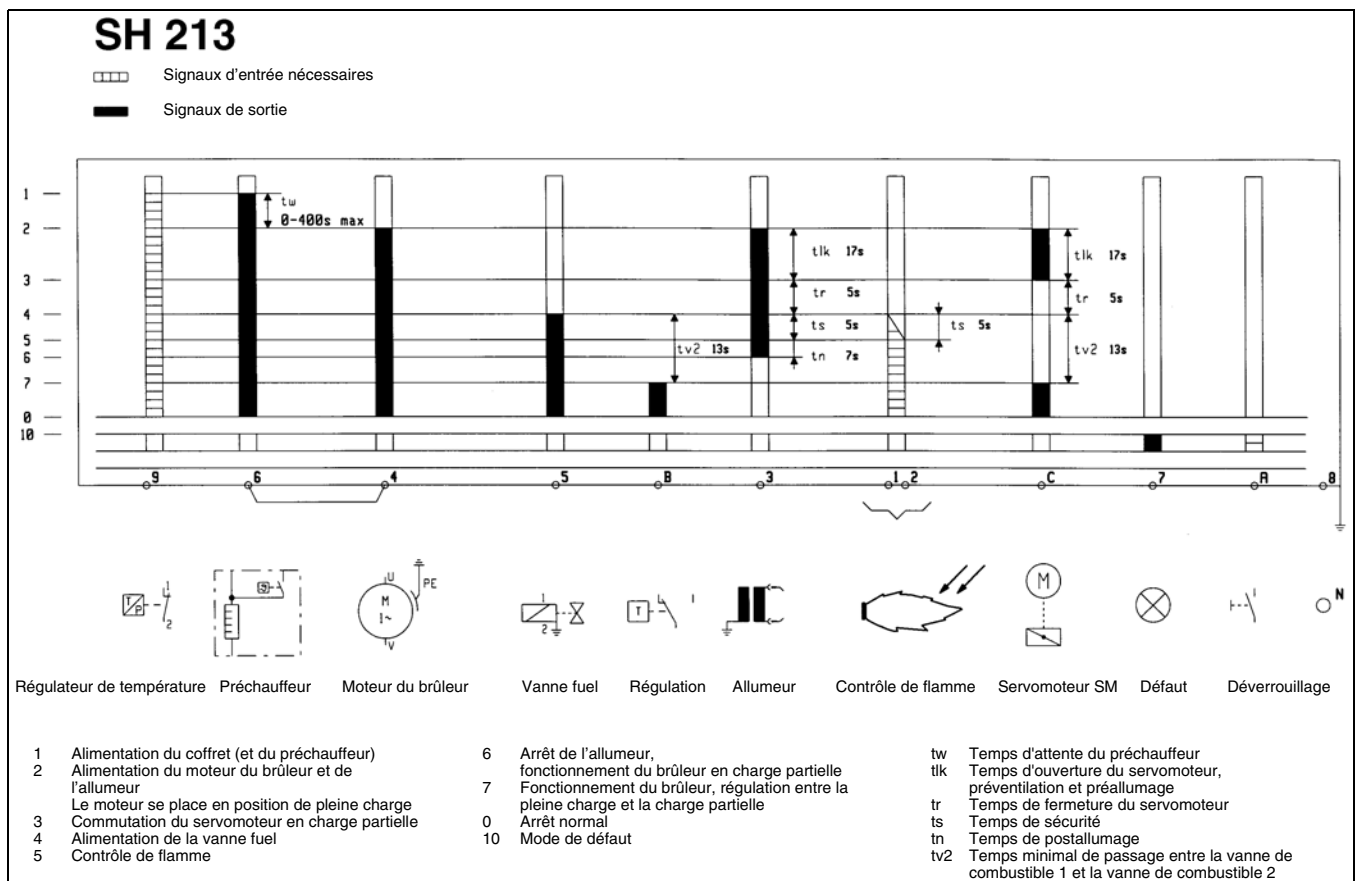 SH 213
Signaux d'entrée nécessaires
Signaux de sortie
1
2
3
4
5
6
7
0
10
tw
0-400s max
tv2 13s
tlk 17s
tr 5s
ts 5s
tn 7s
ts 5s
tlk 17s
tr 5s
tv2 13s
9 6 4 5 B 3 1 2 C 7 A 8
T P 1 2
U PE
M
1~
V
1
2
T 1
M
N
Régulateur de température Préchauffeur Moteur du brûleur Vanne fuel Régulation Allumeur Contrôle de flamme Servomoteur SM Défaut Déverrouillage
1 Alimentation du coffret (et du préchauffeur)
2 Alimentation du moteur du brûleur et de
l'allumeur
Le moteur se place en position de pleine charge
3 Commutation du servomoteur en charge partielle
4 Alimentation de la vanne fuel
5 Contrôle de flamme
6 Arrêt de l'allumeur,
fonctionnement du brûleur en charge partielle
7 Fonctionnement du brûleur, régulation entre la
pleine charge et la charge partielle
0 Arrêt normal
10 Mode de défaut
tw Temps d'attente du préchauffeur
tlk Temps d'ouverture du servomoteur,
préventilation et préallumage
tr Temps de fermeture du servomoteur
ts Temps de sécurité
tn Temps de postallumage
tv2 Temps minimal de passage entre la vanne de
combustible 1 et la vanne de combustible 2